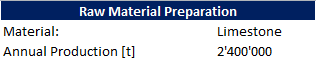 Raw Material Preparation
Material: Limestone
Annual Production [t] 2'400'000